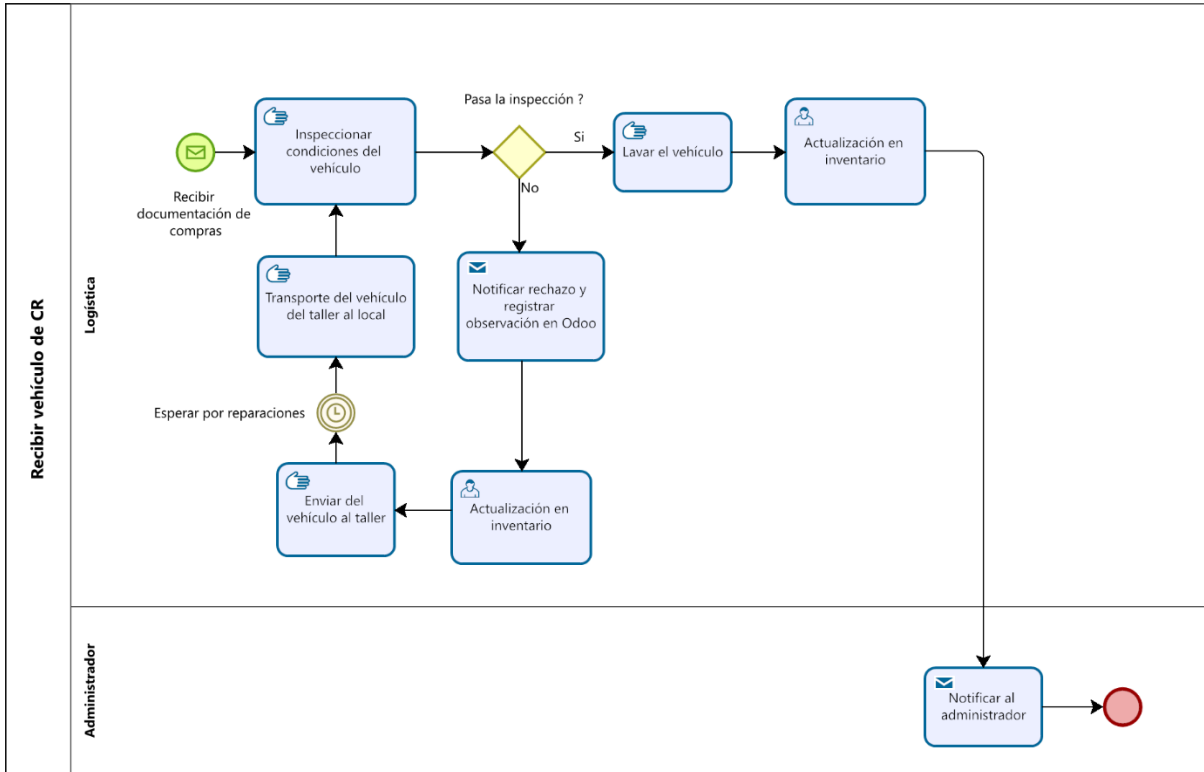 Recibir vehículo de CR
Logística
Pasa la inspección ?
Inspeccionar
condiciones del
vehículo
Si
Lavar el vehículo
Actualización en
inventario
Recibir
documentación de
compras
No
Transporte del vehículo
del taller al local
Notificar rechazo y
registrar
observación en Odoo
Esperar por reparaciones
Enviar del
vehículo al taller
Actualización en
inventario
Administrador
Notificar al
administrador